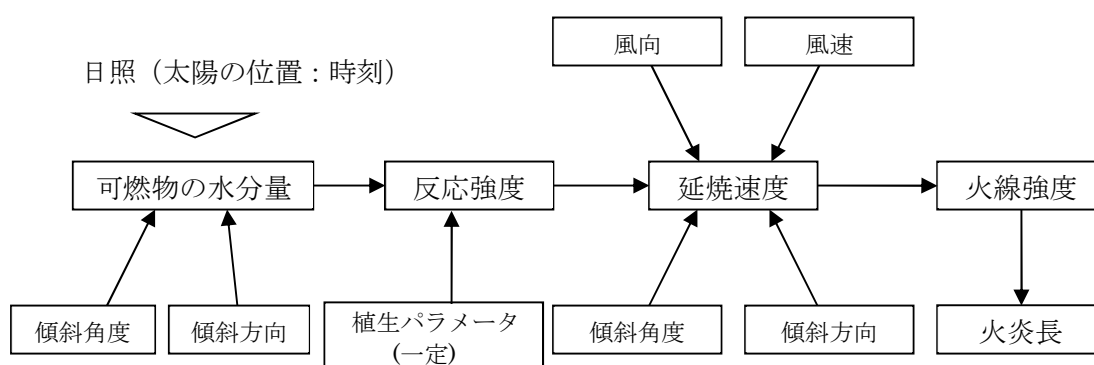 風向
風速
日照（太陽の位置：時刻）
可燃物の水分量
反応強度
延焼速度
火線強度
傾斜角度
傾斜方向
植生パラメータ
(一定)
傾斜角度
傾斜方向
火炎長